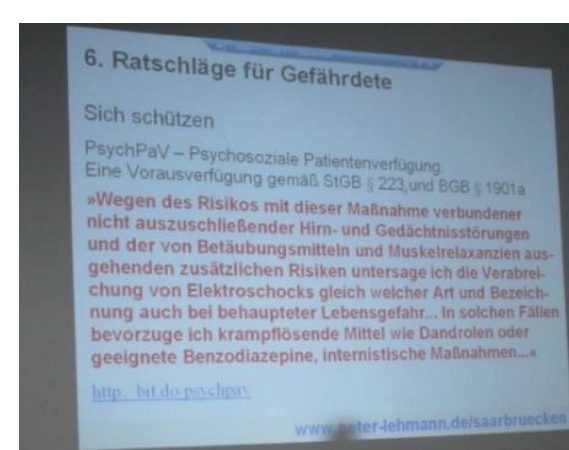 6. Ratschläge für Gefährdete
Sich schützen
PsychPaV – Psychosoziale Patientenverfügung.
Eine Vorausverfügung gemäß StGB § 223 und BGB § 1901a
»Wegen des Risikos mit dieser Maßnahme verbundener
nicht auszuschließender Hirn- und Gedächtnisstörungen
und der von Betäubungsmitteln und Muskelrelaxanzien aus-
gehenden zusätzlichen Risiken untersage ich die Verabrei-
chung von Elektroschocks gleich welcher Art und Bezeich-
nung auch bei behaupteter Lebensgefahr... In solchen Fällen
bevorzuge ich krampflösende Mittel wie Dandrolen oder
geeignete Benzodiazepine, internistische Maßnahmen...«
http://bit.do/psychpav
www.peter-lehmann.de/saarbruecken